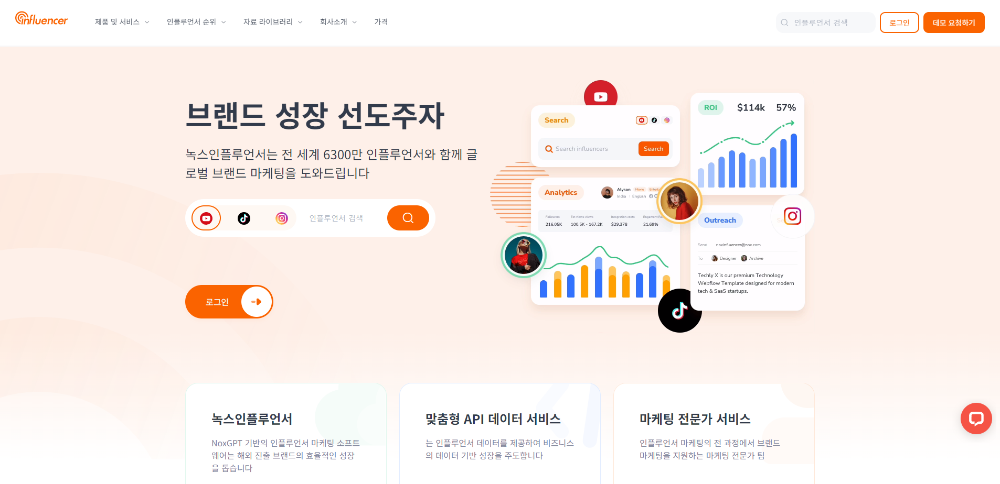 influencer
제품 및 서비스
인플루언서 순위
자료 라이브러리
회사소개
가격
인플루언서 검색
로그인
데모 요청하기
브랜드 성장 선도주자
녹스인플루언서는 전 세계 6300만 인플루언서와 함께 글
로벌 브랜드 마케팅을 도와드립니다
인플루언서 검색
로그인
Search
Search influencers
Search
ROI
$114k
57%
Analytics
Alyson
Movie
India
English
Followers
Est views views
Integration costs
216.05K
100.5K - 167.2K
$29,378
21.69%
Outreach
Send
noxinfluencer@nox.com
To
Designer
Archive
Techly X is our premium Technology
Webflow Template designed for modern
tech & SaaS startups.
녹스인플루언서
NoxGPT 기반의 인플루언서 마케팅 소프트
웨어는 해외 진출 브랜드의 효율적인 성장
을 돕습니다
맞춤형 API 데이터 서비스
는 인플루언서 데이터를 제공하여 비즈니스
의 데이터 기반 성장을 주도합니다
마케팅 전문가 서비스
인플루언서 마케팅의 전 과정에서 브랜드
마케팅을 지원하는 마케팅 전문가 팀